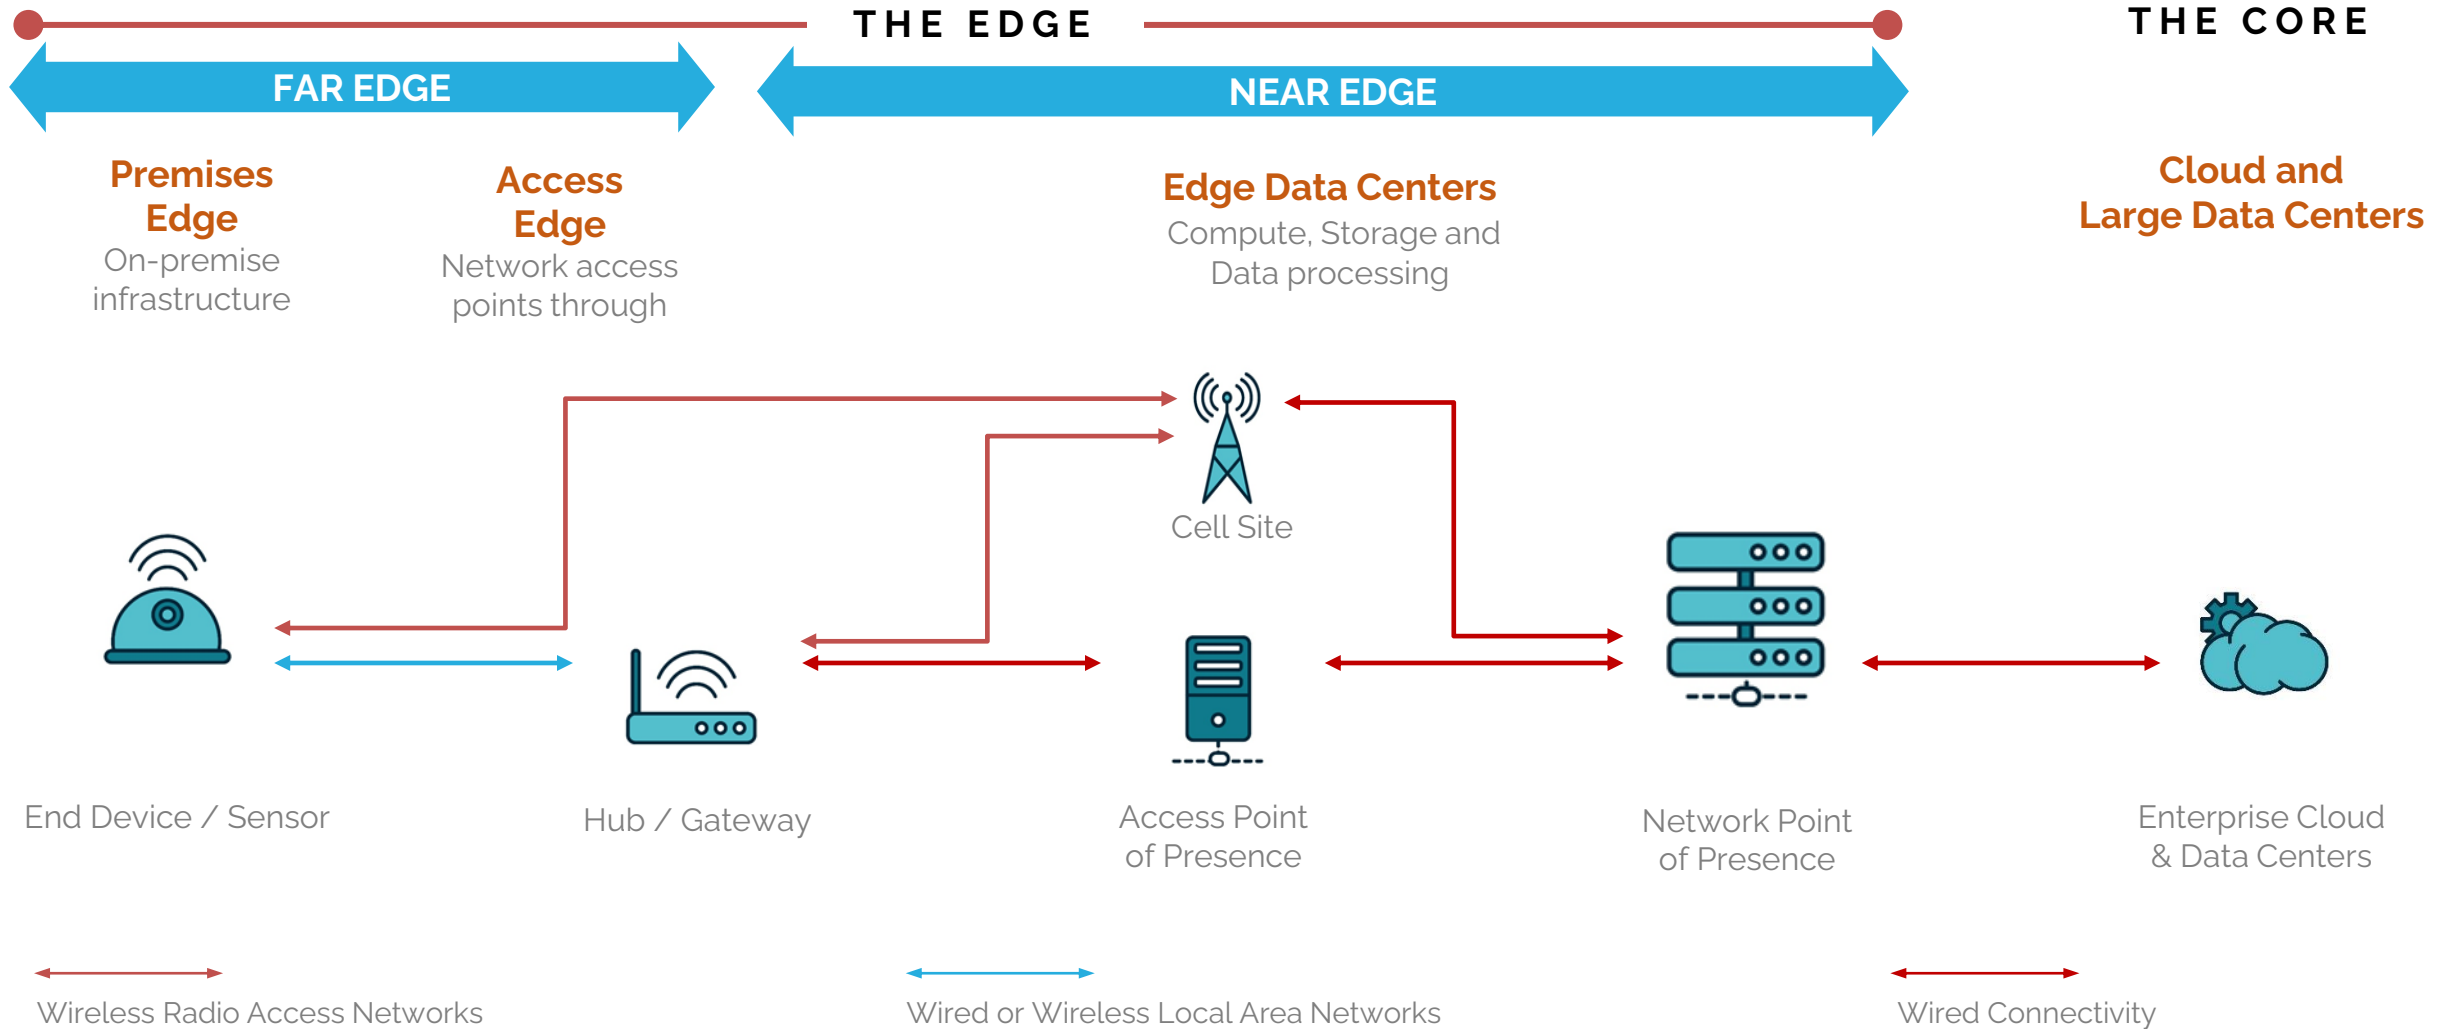 THE EDGE
THE CORE
FAR EDGE
NEAR EDGE
Premises
Edge
On-premise
infrastructure
Access
Edge
Network access
points through
Edge Data Centers
Compute, Storage and
Data processing
Cloud and
Large Data Centers
Cell Site
End Device / Sensor
Hub / Gateway
Access Point
of Presence
Network Point
of Presence
Enterprise Cloud
& Data Centers
Wireless Radio Access Networks
Wired or Wireless Local Area Networks
Wired Connectivity